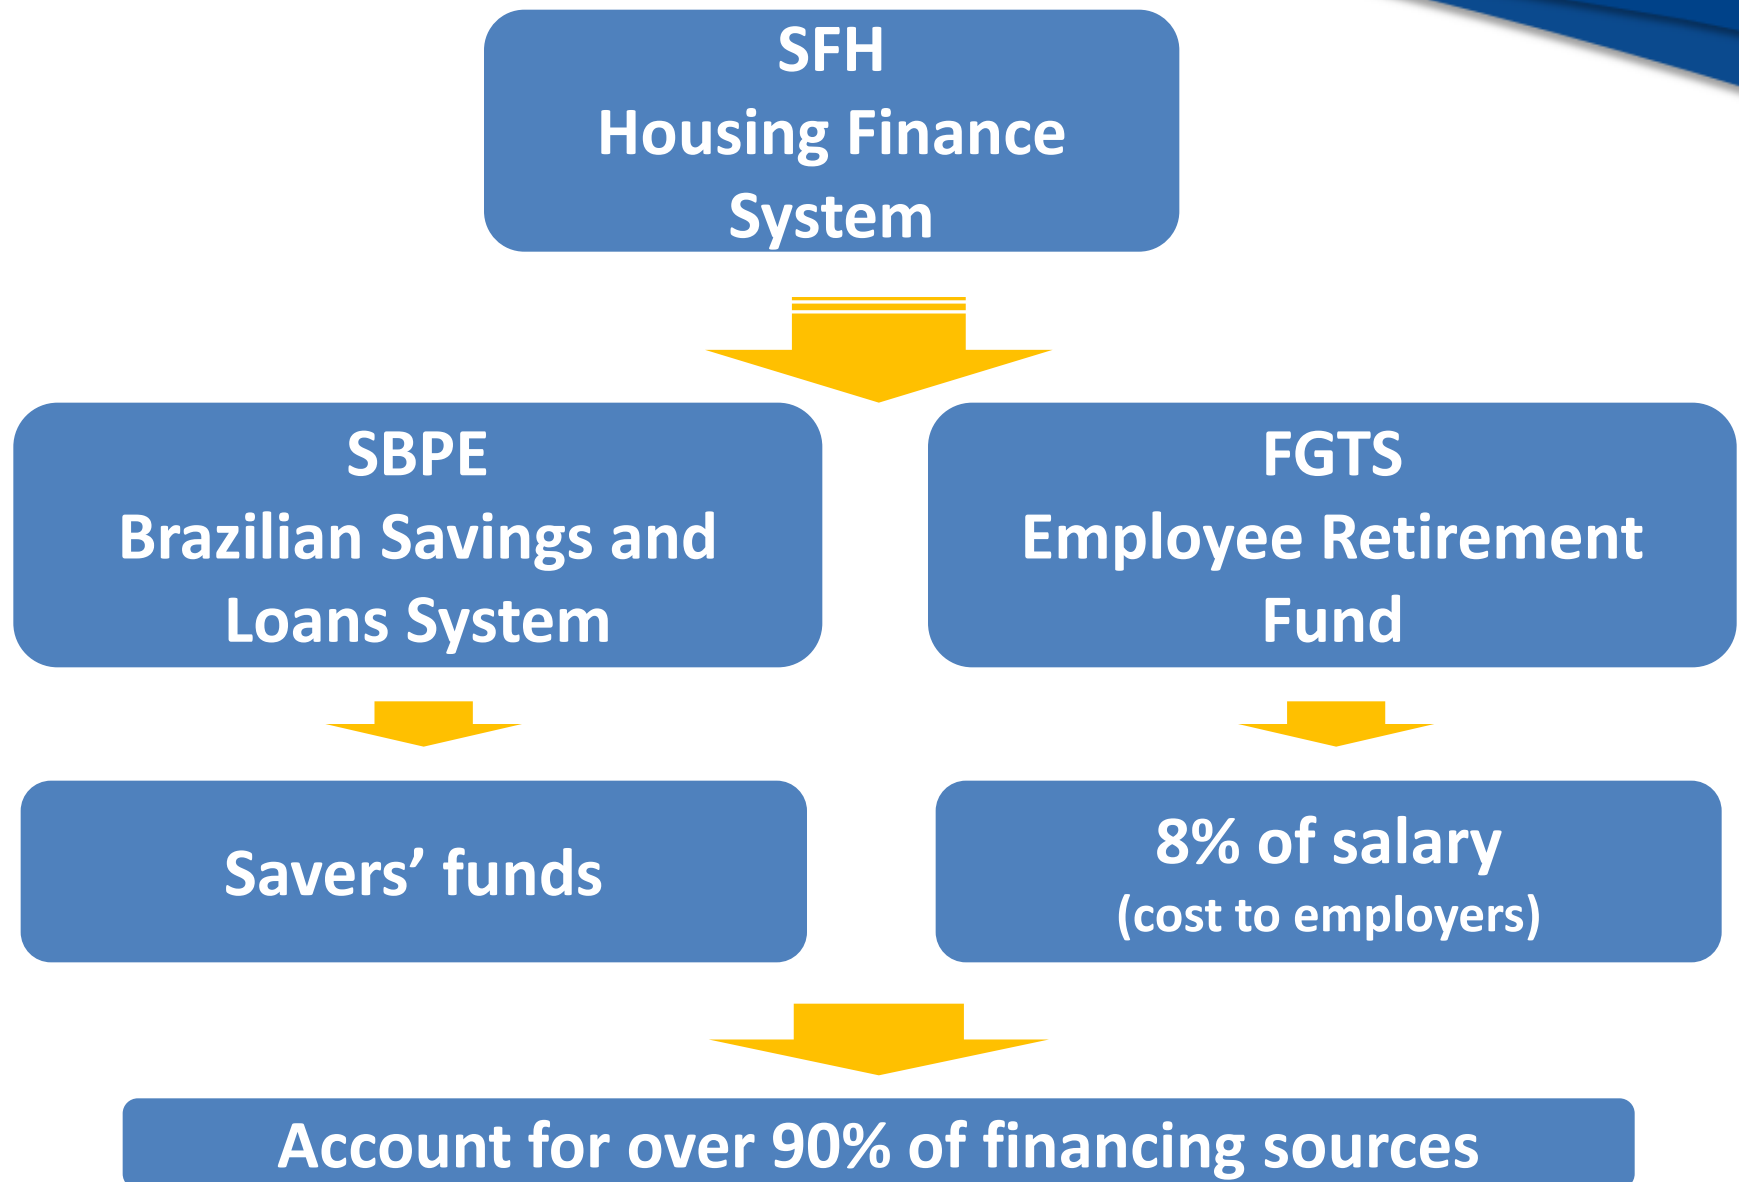 SFH
Housing Finance
System
SBPE
Brazilian Savings and
Loans System
FGTS
Employee Retirement
Fund
Savers’ funds
8% of salary
(cost to employers)
Account for over 90% of financing sources